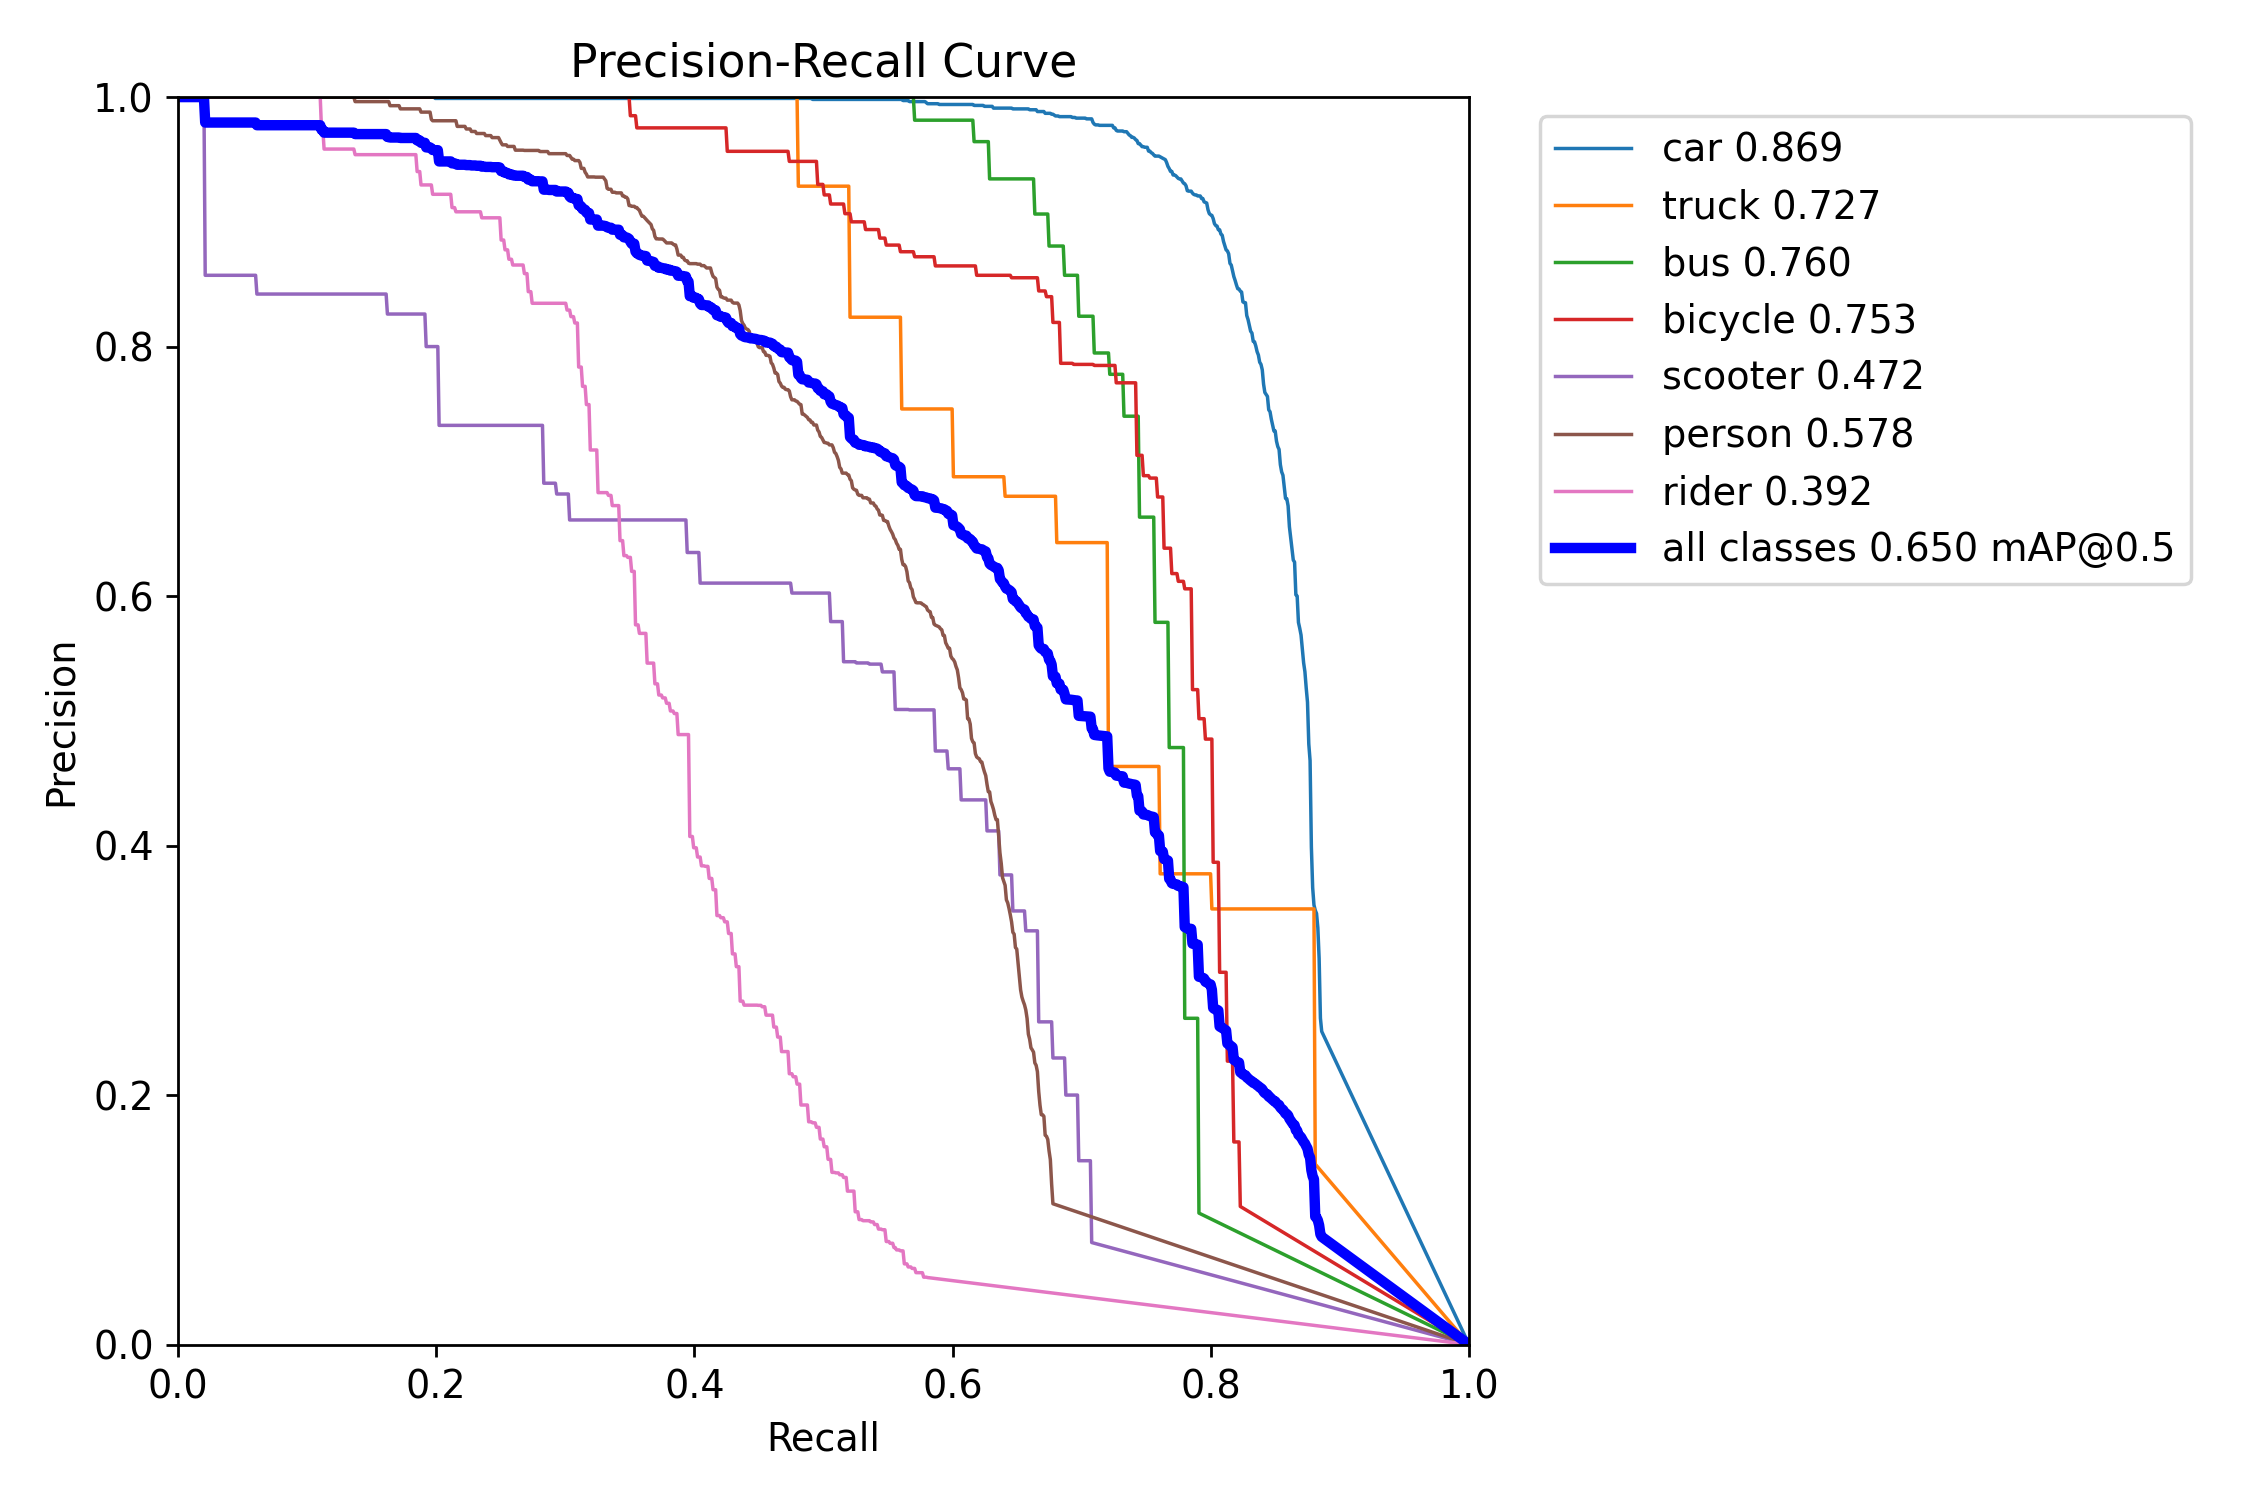 Precision-Recall Curve
1.0
0.8
0.6
0.4
0.2
0.0
Precision
0.0 0.2 0.4 0.6 0.8 1.0
Recall
car 0.869
truck 0.727
bus 0.760
bicycle 0.753
scooter 0.472
person 0.578
rider 0.392
all classes 0.650 mAP@0.5